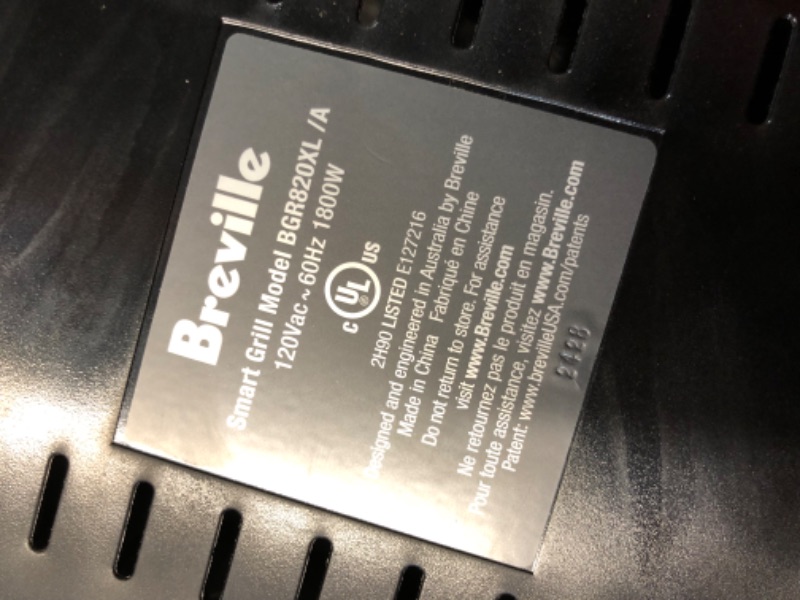 Breville
Smart Grill Model BGR820XL /A
120Vac ~ 60Hz 1800W
c UL US
2H90 LISTED E127216
Designed and engineered in Australia by Breville
Made in China Fabriqué en Chine
Do not return to store. For assistance
visit www.Breville.com
Ne retournez pas le produit en magasin.
Pour toute assistance, visitez www.Breville.com
Patent: www.brevilleUSA.com/patents
2428